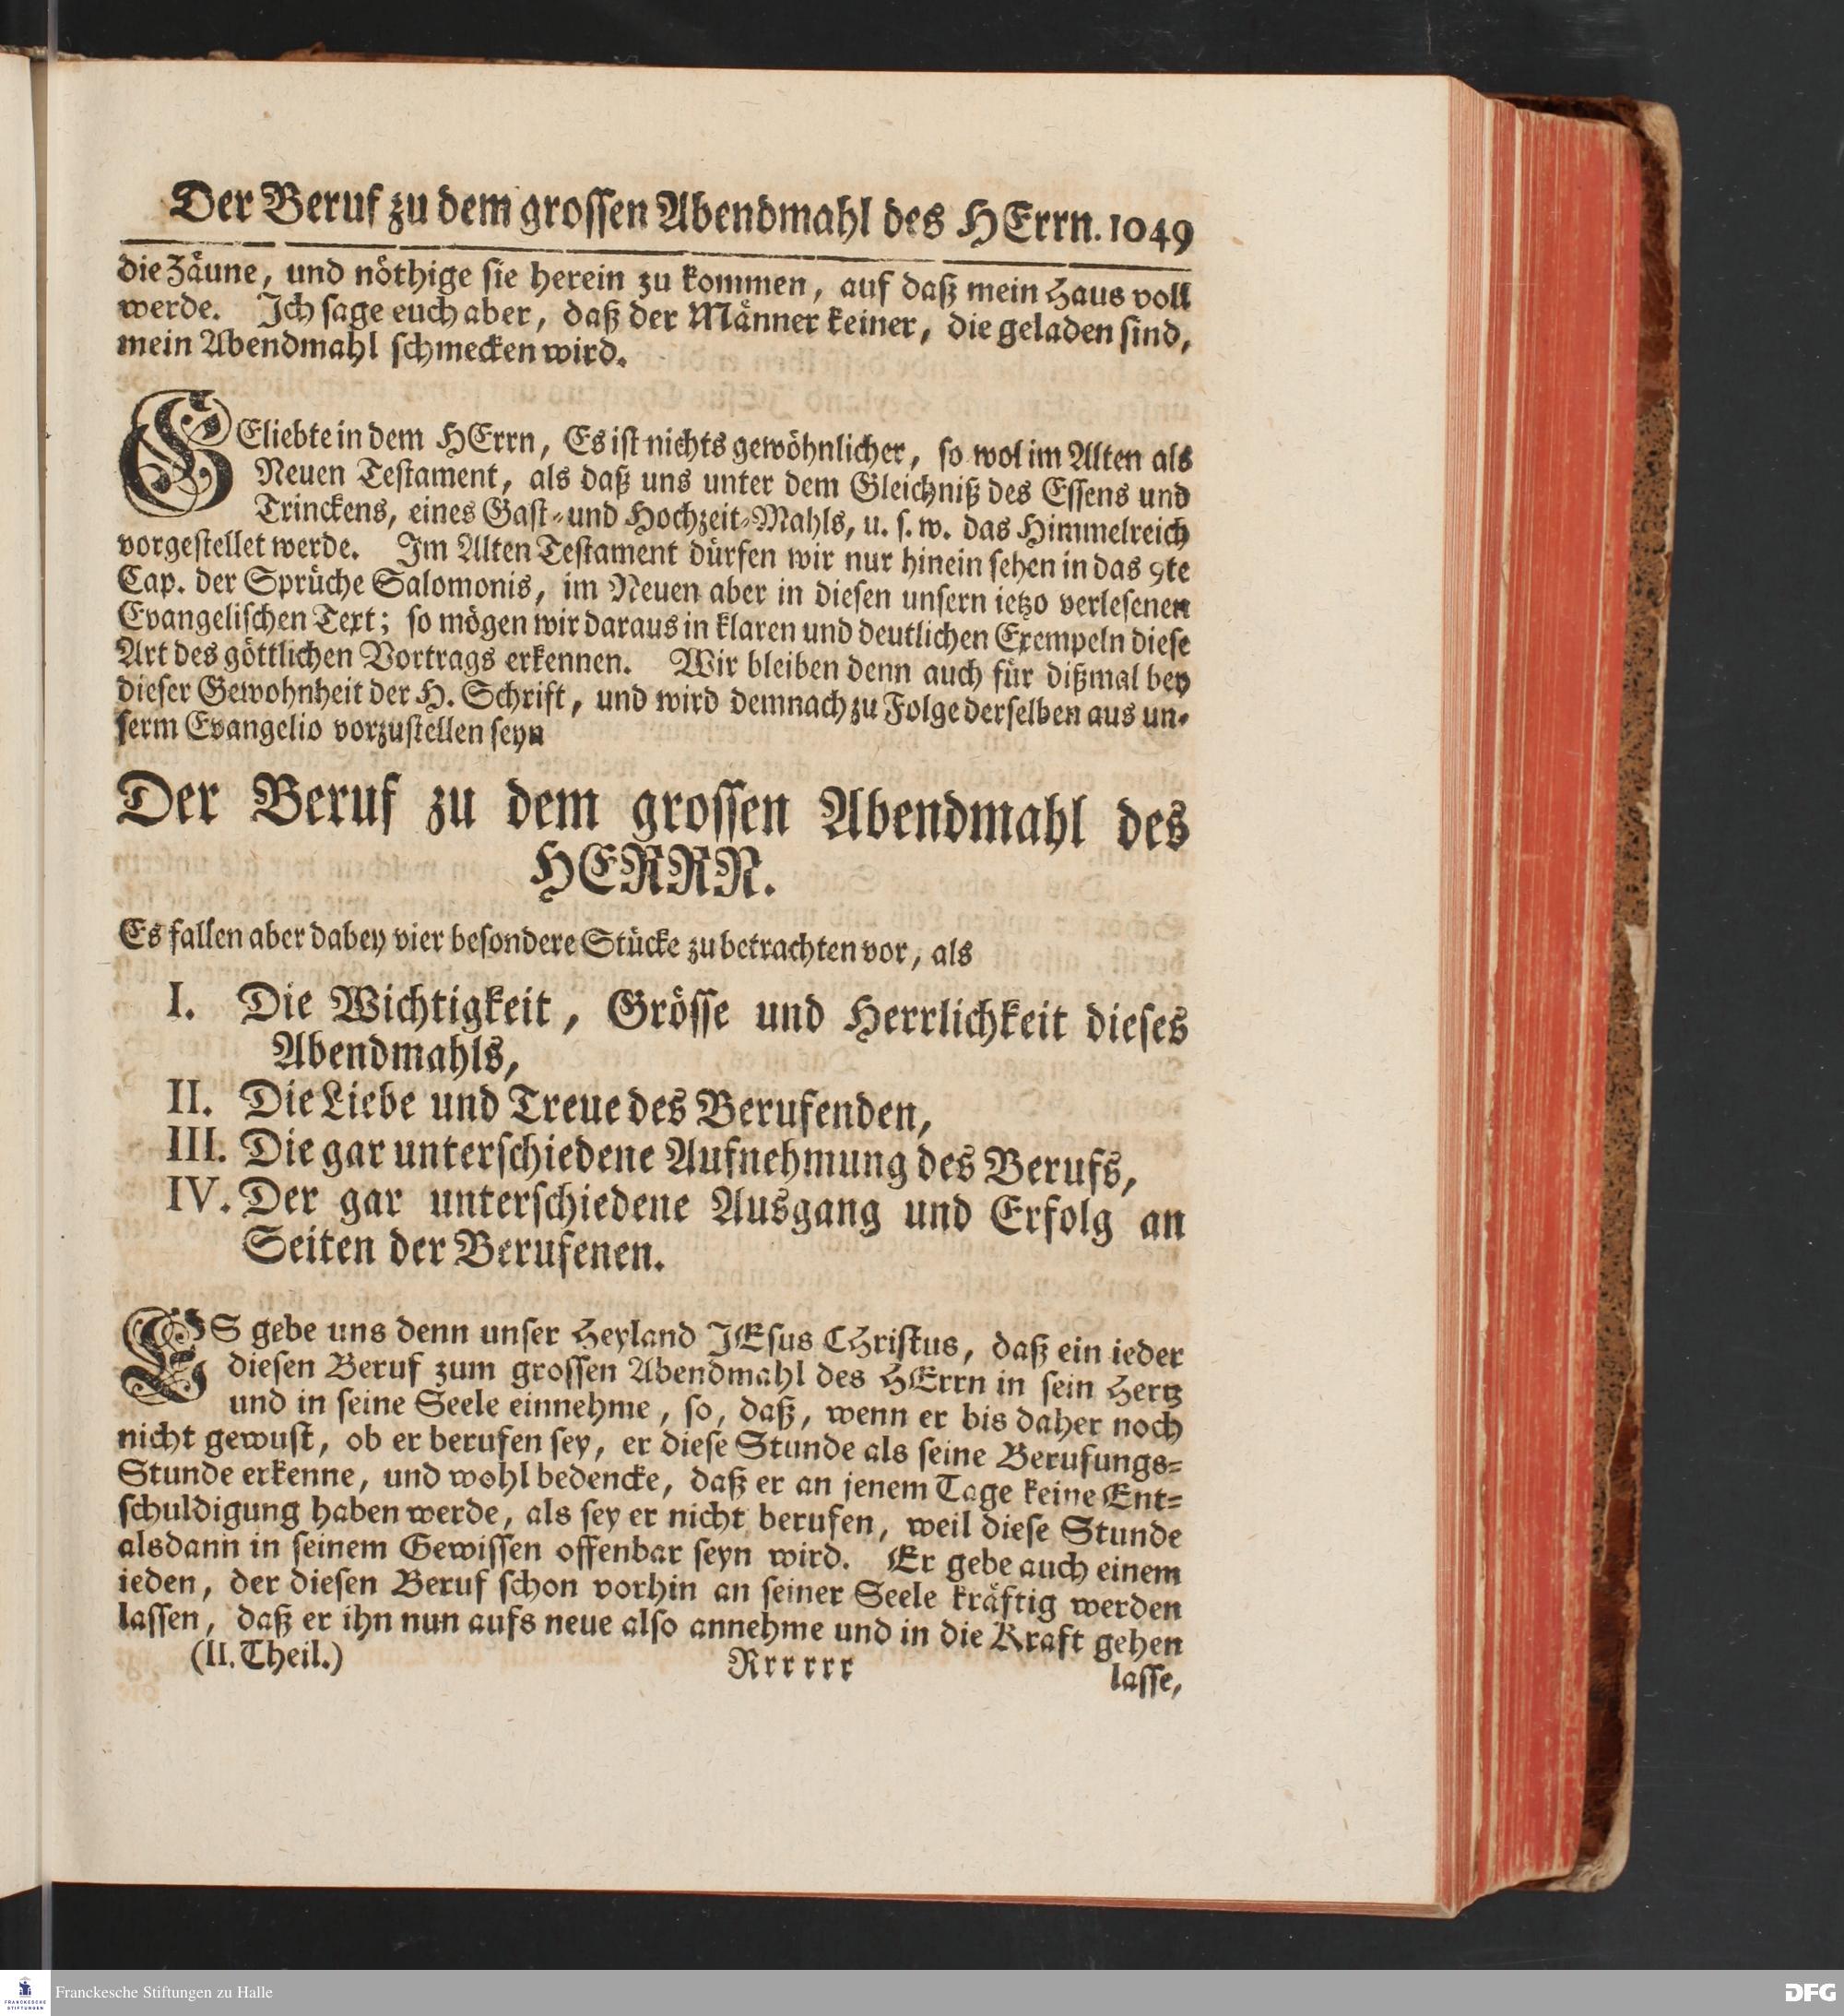 Der Beruf zu dem grossen Abendmahl des HErrn. 1049
die Zäune, und nöthige sie herein zu kommen, auf daß mein Haus voll
werde. Ich sage euch aber, daß der Männer keiner, die geladen sind,
mein Abendmahl schmecken wird.
GEliebte in dem HErrn, Es ist nichts gewöhnlicher, so wol im Alten als
Neuen Testament, als daß uns unter dem Gleichniß des Essens und
Trinckens, eines Gast- und Hochzeit-Mahls, u. s. w. das Himmelreich
vorgestellet werde. Im Alten Testament dürfen wir nur hinein sehen in das 9te
Cap. der Sprüche Salomonis, im Neuen aber in diesen unsern ietzo verlesenen
Evangelischen Text; so mögen wir daraus in klaren und deutlichen Exempeln diese
Art des göttlichen Vortrags erkennen. Wir bleiben denn auch für dißmal bey
dieser Gewohnheit der H. Schrift, und wird demnach zu Folge derselben aus un-
serm Evangelio vorzustellen seyn
Der Beruf zu dem grossen Abendmahl des
HERRN.
Es fallen aber dabey vier besondere Stücke zu betrachten vor, als
I. Die Wichtigkeit, Grösse und Herrlichkeit dieses
Abendmahls,
II. Die Liebe und Treue des Berufenden,
III. Die gar unterschiedene Aufnehmung des Berufs,
IV. Der gar unterschiedene Ausgang und Erfolg an
Seiten der Berufenen.
ES gebe uns denn unser Heyland JEsus CHristus, daß ein ieder
diesen Beruf zum grossen Abendmahl des HErrn in sein Hertz
und in seine Seele einnehme, so, daß, wenn er bis daher noch
nicht gewust, ob er berufen sey, er diese Stunde als seine Berufungs-
Stunde erkenne, und wohl bedencke, daß er an jenem Tage keine Ent-
schuldigung haben werde, als sey er nicht berufen, weil diese Stunde
alsdann in seinem Gewissen offenbar seyn wird. Er gebe auch einem
ieden, der diesen Beruf schon vorhin an seiner Seele kräftig werden
lassen, daß er ihn nun aufs neue also annehme und in die Kraft gehen
(II. Theil.) Rrrrrr lasse,
FRANCKESCHE
STIFTUNGEN
Franckesche Stiftungen zu Halle
DFG